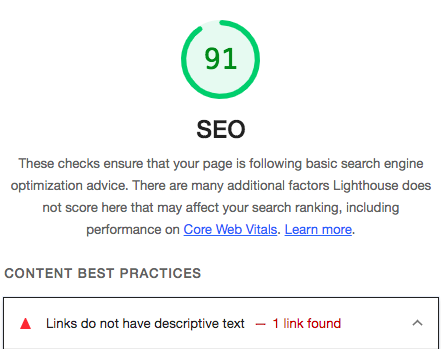 91
SEO
These checks ensure that your page is following basic search engine
optimization advice. There are many additional factors Lighthouse does
not score here that may affect your search ranking, including
performance on Core Web Vitals. Learn more.
CONTENT BEST PRACTICES
Links do not have descriptive text — 1 link found